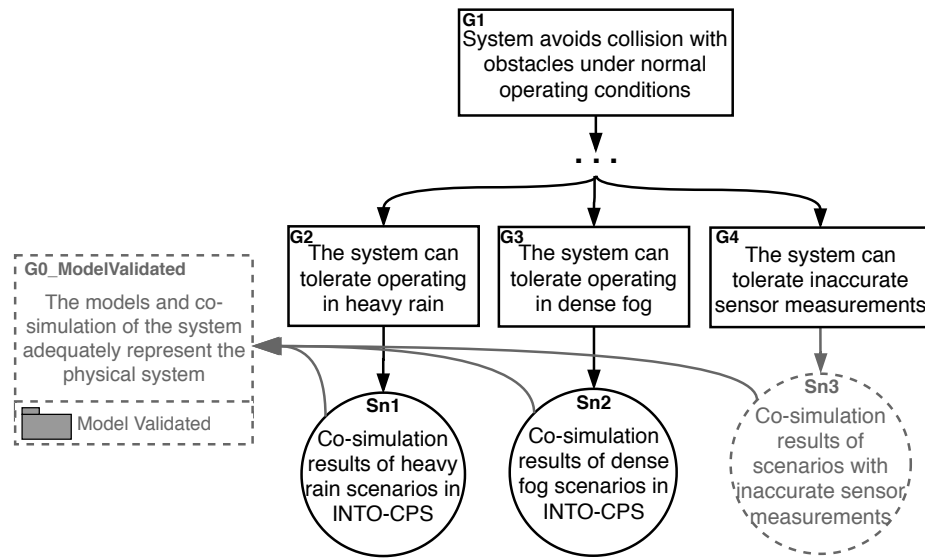 G1
System avoids collision with
obstacles under normal
operating conditions
. . .
G2
The system can
tolerate operating
in heavy rain
G3
The system can
tolerate operating
in dense fog
G4
The system can
tolerate inaccurate
sensor measurements
G0_ModelValidated
The models and co-
simulation of the system
adequately represent the
physical system
Model Validated
Sn1
Co-simulation
results of heavy
rain scenarios in
INTO-CPS
Sn2
Co-simulation
results of dense
fog scenarios in
INTO-CPS
Sn3
Co-simulation
results of
scenarios with
inaccurate sensor
measurements